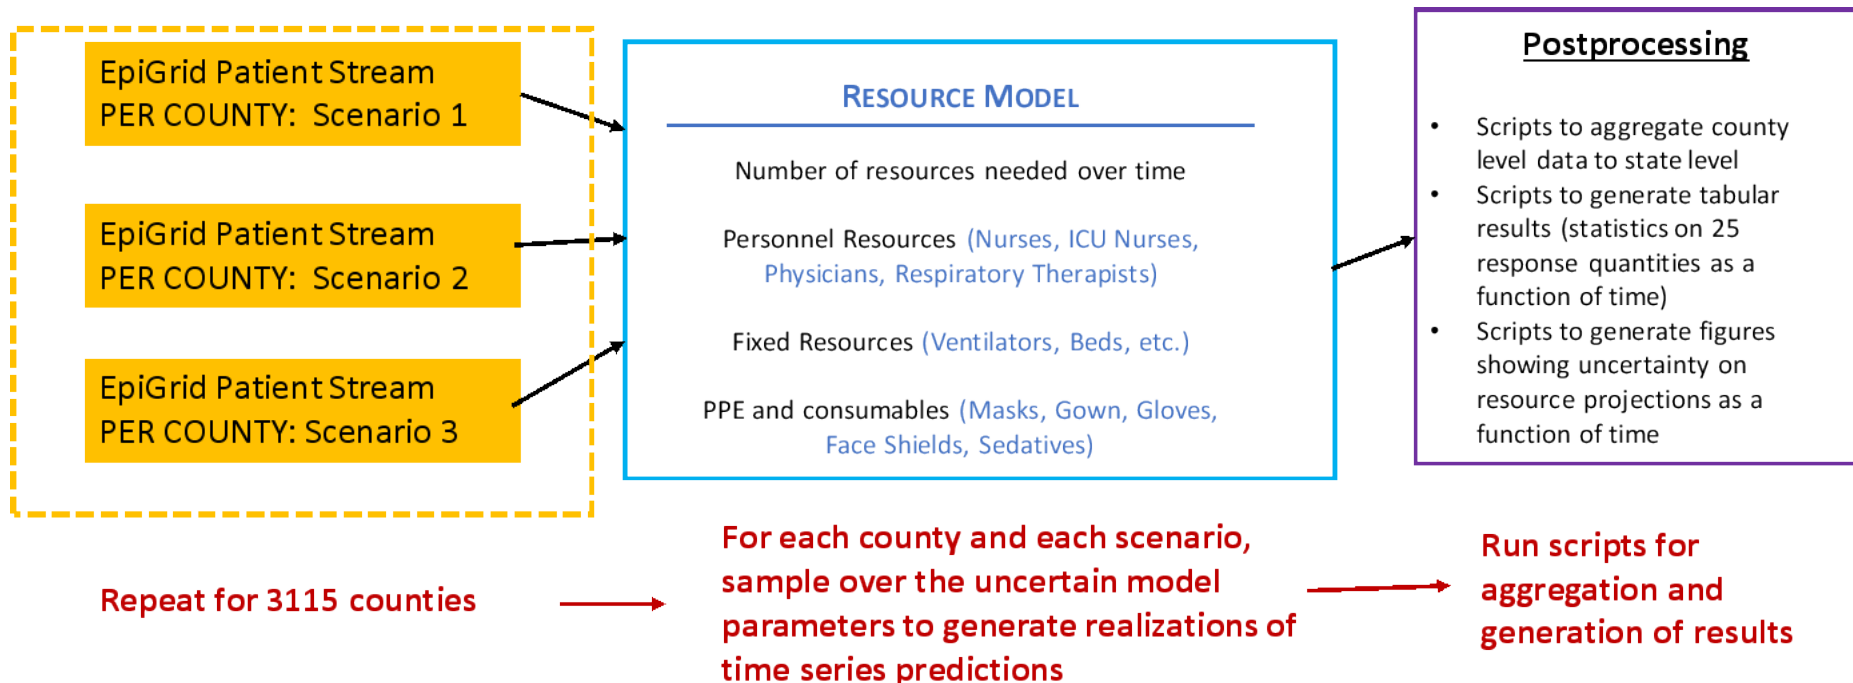 EpiGrid Patient Stream
PER COUNTY: Scenario 1
EpiGrid Patient Stream
PER COUNTY: Scenario 2
EpiGrid Patient Stream
PER COUNTY: Scenario 3
RESOURCE MODEL
Number of resources needed over time
Personnel Resources (Nurses, ICU Nurses,
Physicians, Respiratory Therapists)
Fixed Resources (Ventilators, Beds, etc.)
PPE and consumables (Masks, Gown, Gloves,
Face Shields, Sedatives)
Postprocessing
• Scripts to aggregate county
level data to state level
• Scripts to generate tabular
results (statistics on 25
response quantities as a
function of time)
• Scripts to generate figures
showing uncertainty on
resource projections as a
function of time
Repeat for 3115 counties
For each county and each scenario,
sample over the uncertain model
parameters to generate realizations of
time series predictions
Run scripts for
aggregation and
generation of results